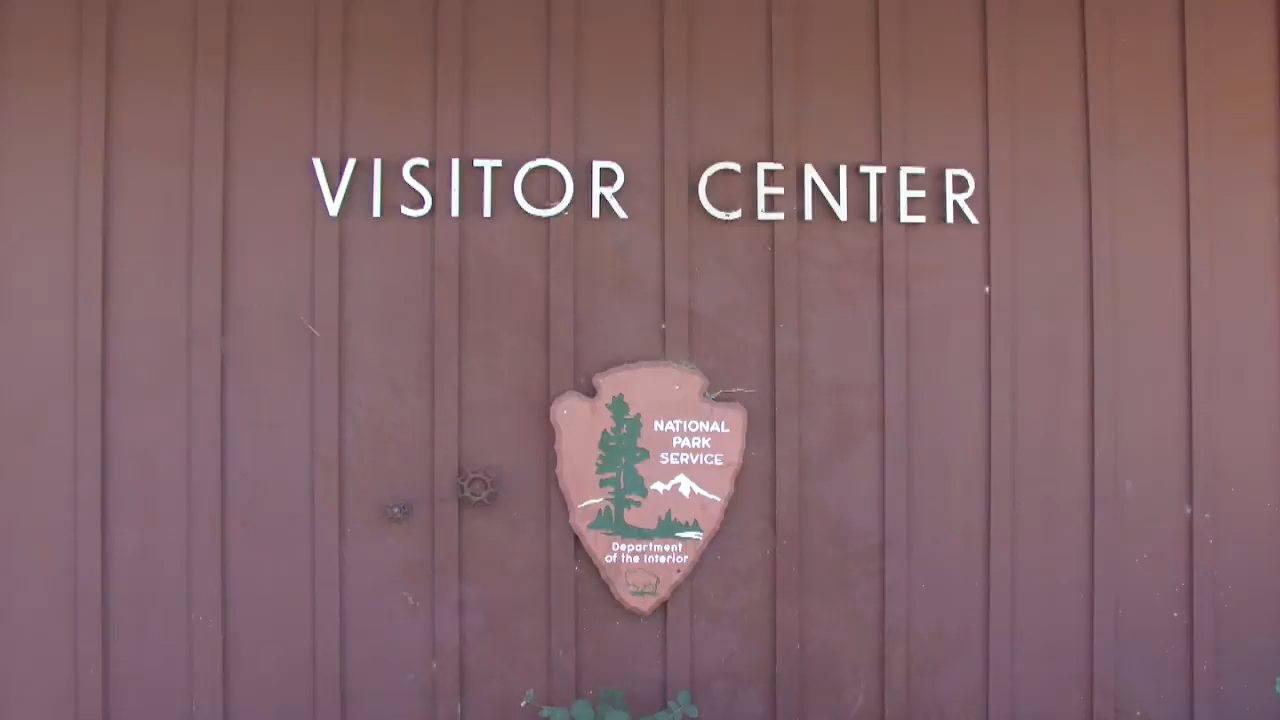 VISITOR CENTER
NATIONAL
PARK
SERVICE
Department
of the Interior